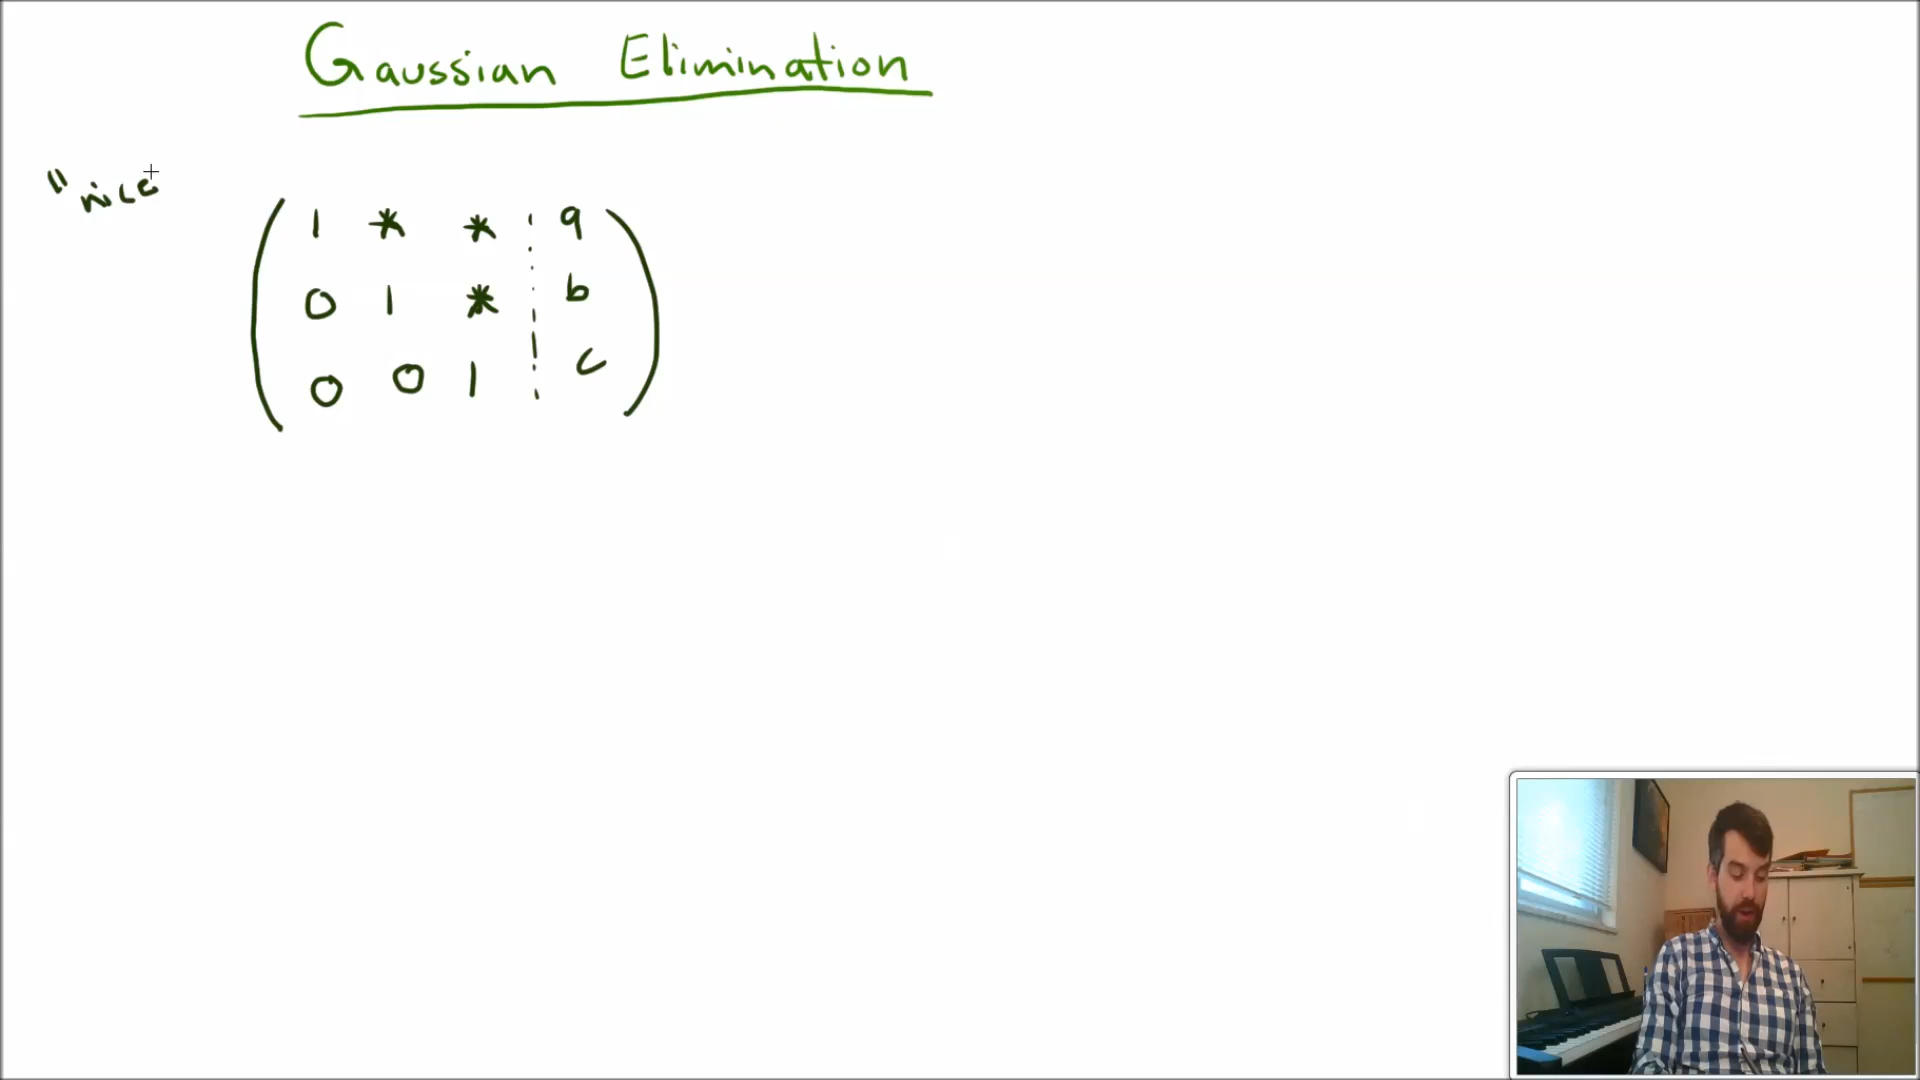 Gaussian Elimination
"nice
1 * * a
0 1 * b
0 0 1 c